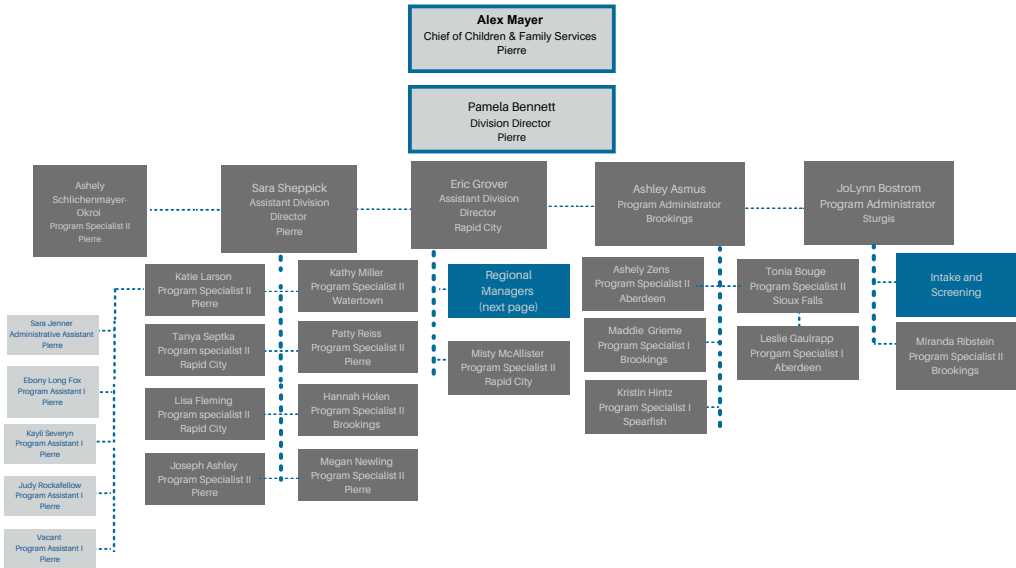 Alex Mayer
Chief of Children & Family Services
Pierre
Pamela Bennett
Division Director
Pierre
Ashely
Schlichenmayer-
Okroi
Program Specialist II
Pierre
Sara Sheppick
Assistant Division
Director
Pierre
Eric Grover
Assistant Division
Director
Rapid City
Ashley Asmus
Program Administrator
Brookings
JoLynn Bostrom
Program Administrator
Sturgis
Katie Larson
Program Specialist II
Pierre
Kathy Miller
Program Specialist II
Watertown
Regional
Managers
(next page)
Ashely Zens
Program Specialist II
Aberdeen
Tonia Bouge
Program Specialist II
Sioux Falls
Intake and
Screening
Sara Jenner
Administrative Assistant
Pierre
Tanya Septka
Program specialist II
Rapid City
Patty Reiss
Program Specialist II
Pierre
Misty McAllister
Program Specialist II
Rapid City
Maddie Grieme
Program Specialist I
Brookings
Leslie Gaulrapp
Prorgam Specialist I
Aberdeen
Miranda Ribstein
Program Specialist II
Brookings
Ebony Long Fox
Program Assistant I
Pierre
Lisa Fleming
Program specialist II
Rapid City
Hannah Holen
Program Specialist II
Brookings
Kristin Hintz
Program Specialist I
Spearfish
Kayli Severyn
Program Assistant I
Pierre
Joseph Ashley
Program Specialist II
Pierre
Megan Newling
Program Specialist II
Pierre
Judy Rockafellow
Program Assistant I
Pierre
Vacant
Program Assistant I
Pierre